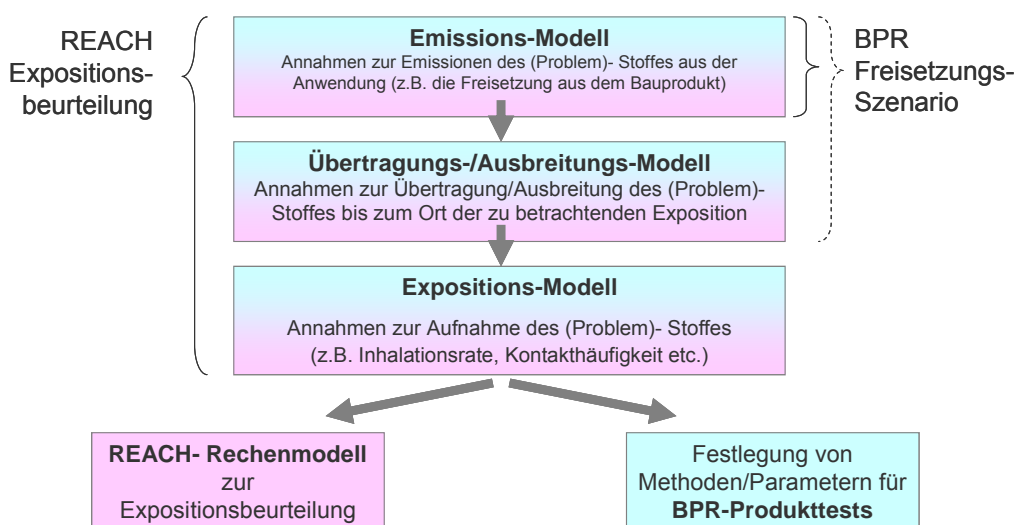 REACH
Expositions-
beurteilung
Emissions-Modell
Annahmen zur Emissionen des (Problem)- Stoffes aus der
Anwendung (z.B. die Freisetzung aus dem Bauprodukt)
BPR
Freisetzungs-
Szenario
Übertragungs-/Ausbreitungs-Modell
Annahmen zur Übertragung/Ausbreitung des (Problem)-
Stoffes bis zum Ort der zu betrachtenden Exposition
Expositions-Modell
Annahmen zur Aufnahme des (Problem)- Stoffes
(z.B. Inhalationsrate, Kontakthäufigkeit etc.)
REACH- Rechenmodell
zur
Expositionsbeurteilung
Festlegung von
Methoden/Parametern für
BPR-Produkttests